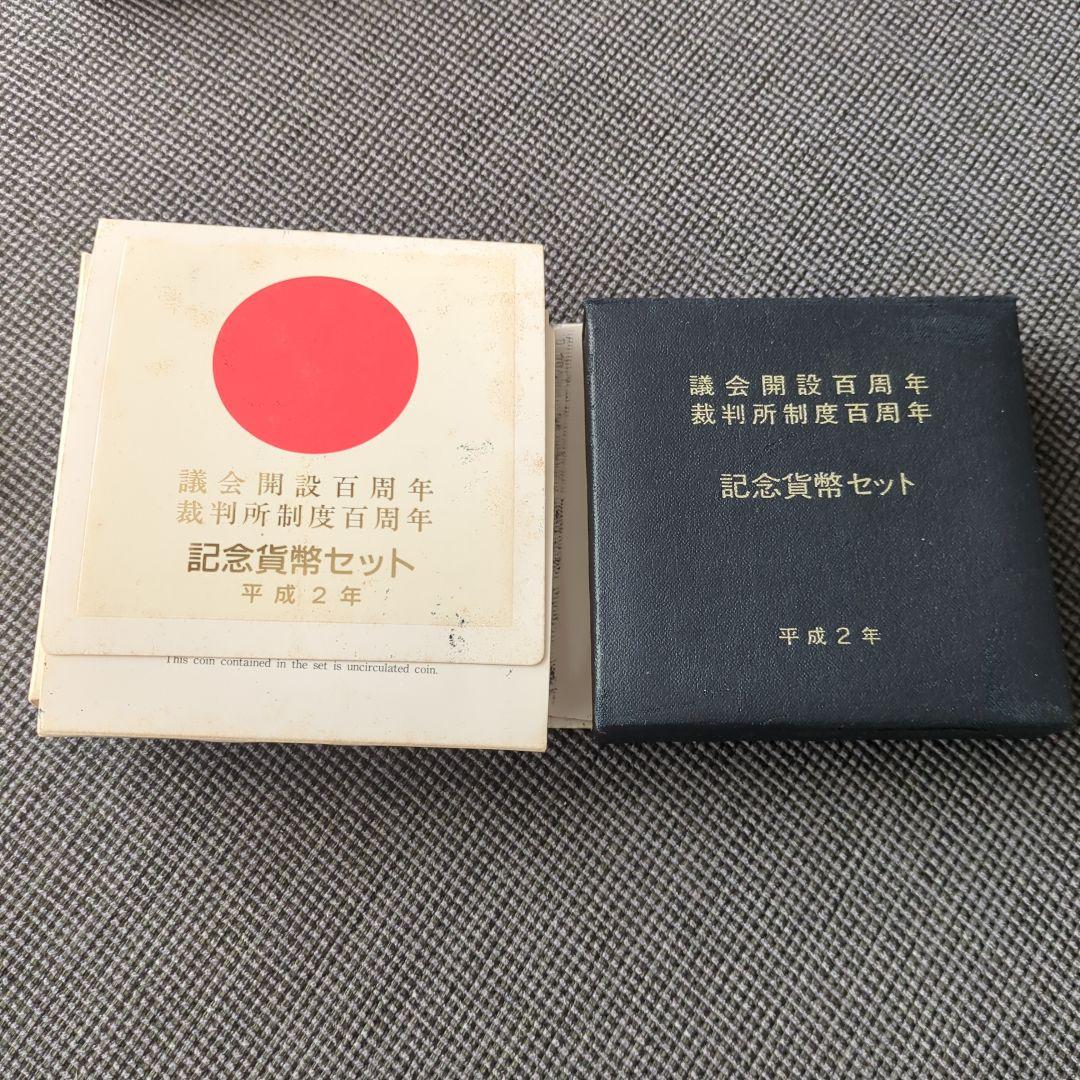 議会開設百周年
裁判所制度百周年
記念貨幣セット
平成2年
This coin contained in the set is uncirculated coin.
議会開設百周年
裁判所制度百周年
記念貨幣セット
平成2年